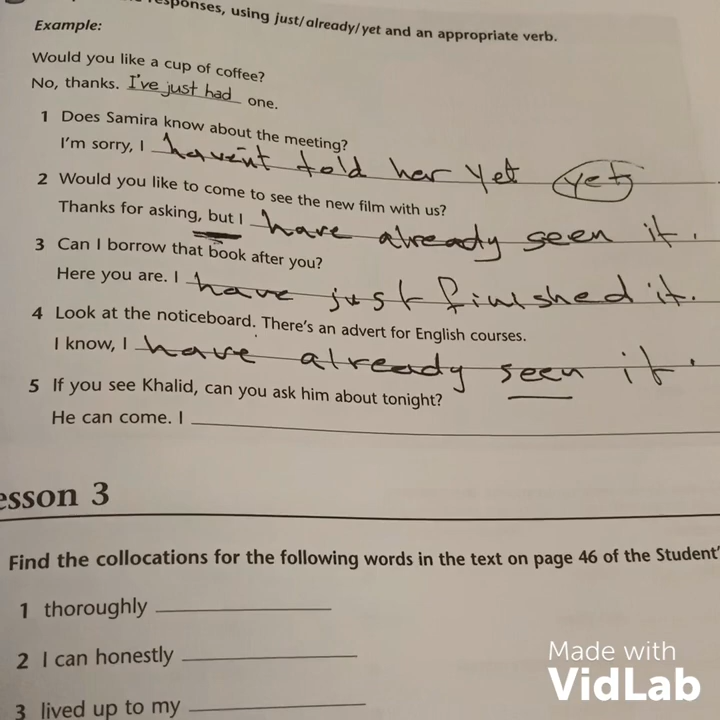 responses, using just/already/yet and an appropriate verb.
Example:
Would you like a cup of coffee?
No, thanks. I've just had one.
1 Does Samira know about the meeting?
I'm sorry, I haven't told her yet yet
2 Would you like to come to see the new film with us?
Thanks for asking, but I have already seen it.
3 Can I borrow that book after you?
Here you are. I have just finished it.
4 Look at the noticeboard. There's an advert for English courses.
I know, I have already seen it.
5 If you see Khalid, can you ask him about tonight?
He can come. I
esson 3
Find the collocations for the following words in the text on page 46 of the Student'
1 thoroughly
2 I can honestly
3 lived up to my
Made with
VidLab